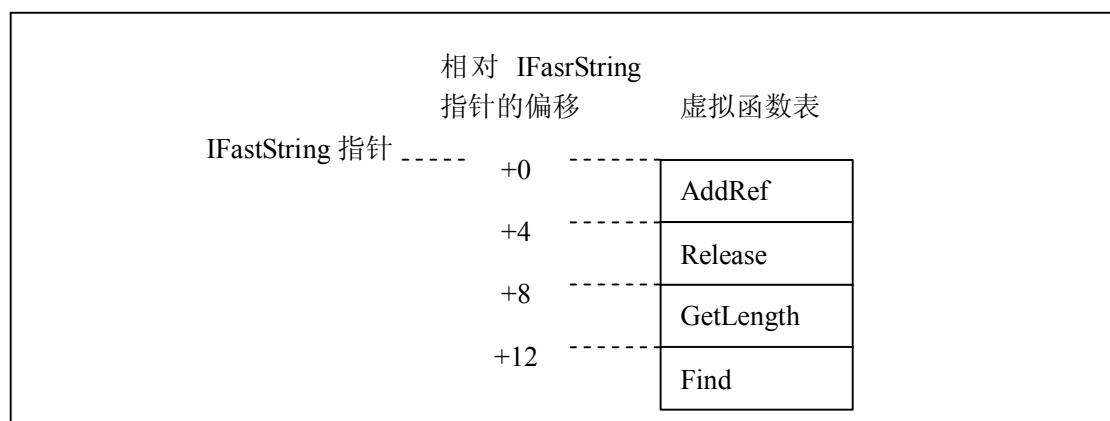 相对 IFasrString
指针的偏移
虚拟函数表
IFastString 指针
+0
AddRef
+4
Release
+8
GetLength
+12
Find